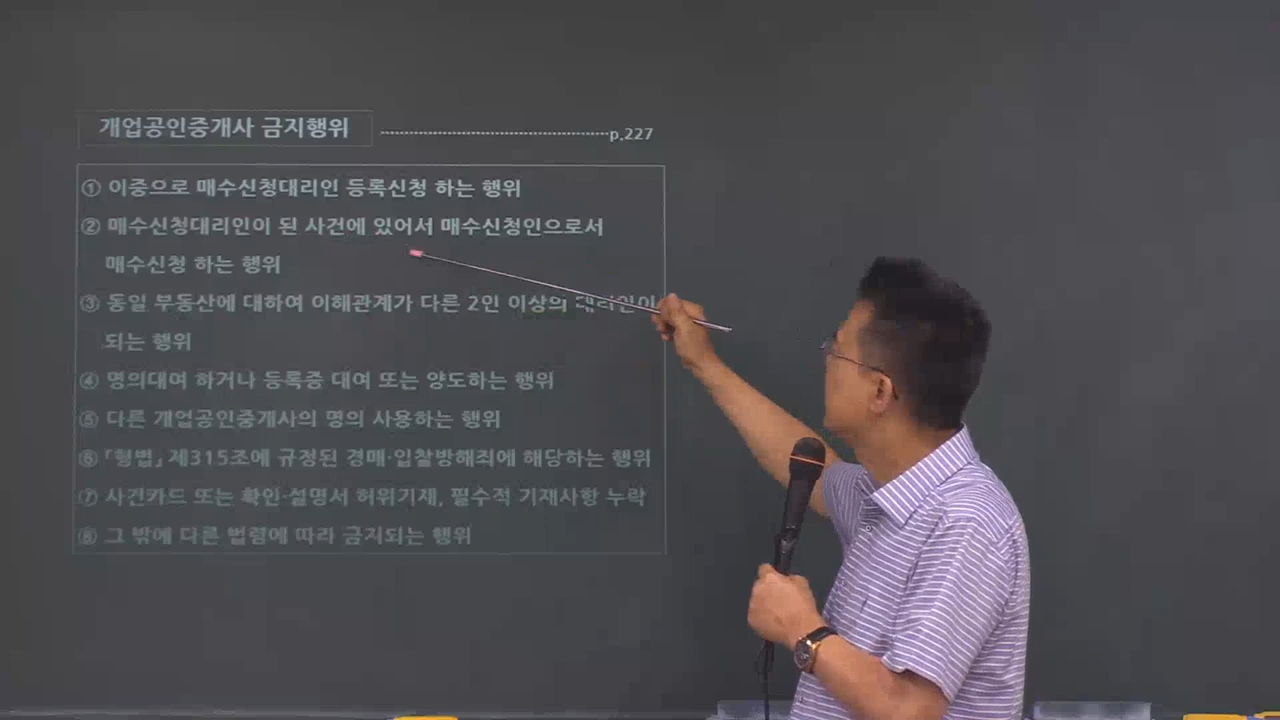 개업공인중개사 금지행위 ------------------------------------------p.227
① 이중으로 매수신청대리인 등록신청 하는 행위
② 매수신청대리인이 된 사건에 있어서 매수신청인으로서
매수신청 하는 행위
③ 동일 부동산에 대하여 이해관계가 다른 2인 이상의 대리인이
되는 행위
④ 명의대여 하거나 등록증 대여 또는 양도하는 행위
⑤ 다른 개업공인중개사의 명의 사용하는 행위
⑥ 「형법」 제315조에 규정된 경매·입찰방해죄에 해당하는 행위
⑦ 사건카드 또는 확인·설명서 허위기재, 필수적 기재사항 누락
⑧ 그 밖에 다른 법령에 따라 금지되는 행위